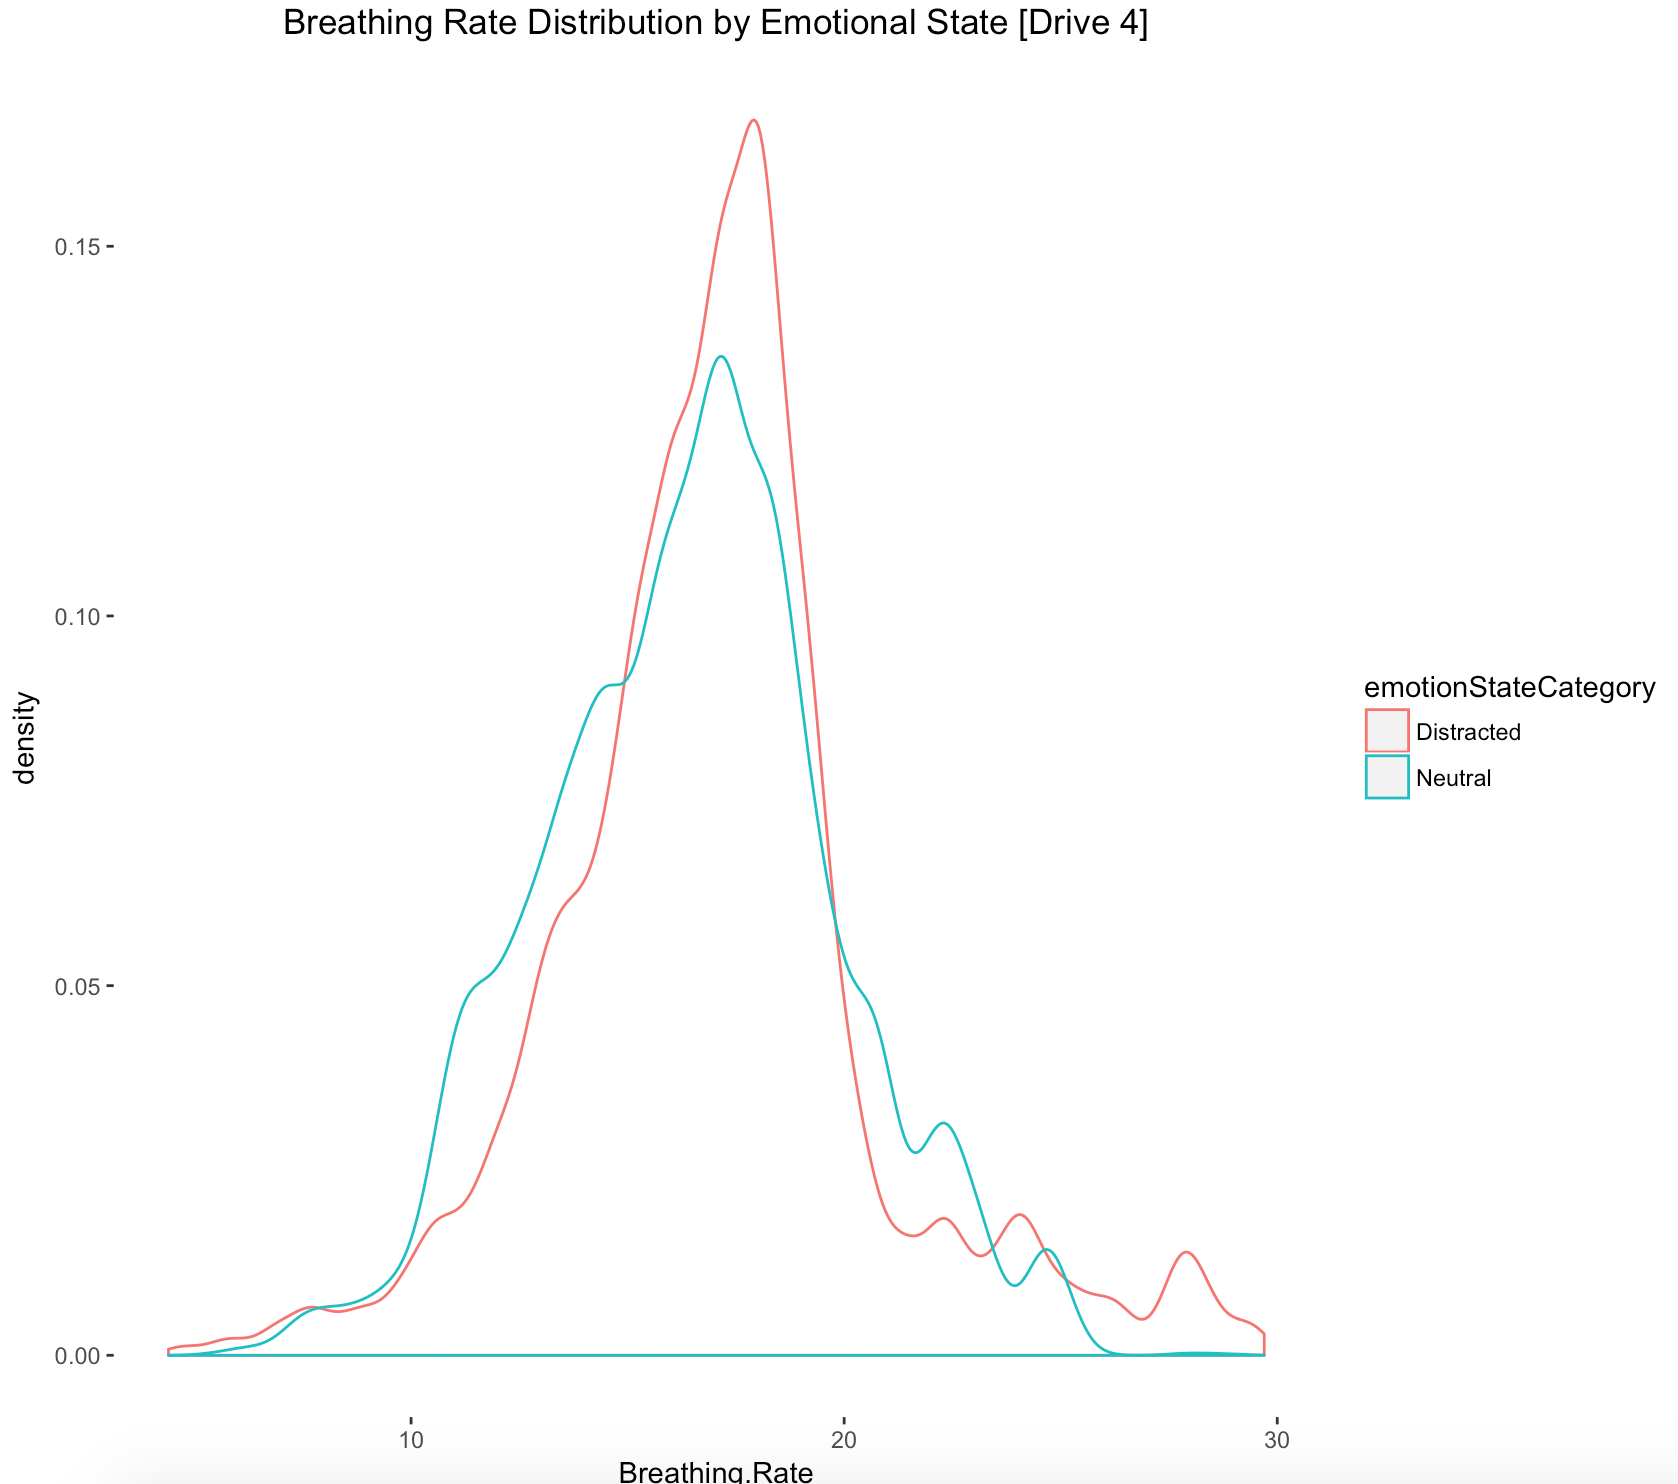 Breathing Rate Distribution by Emotional State [Drive 4]
0.15
0.10
0.05
0.00
density
10 20 30
Breathing.Rate
emotionStateCategory
Distracted
Neutral